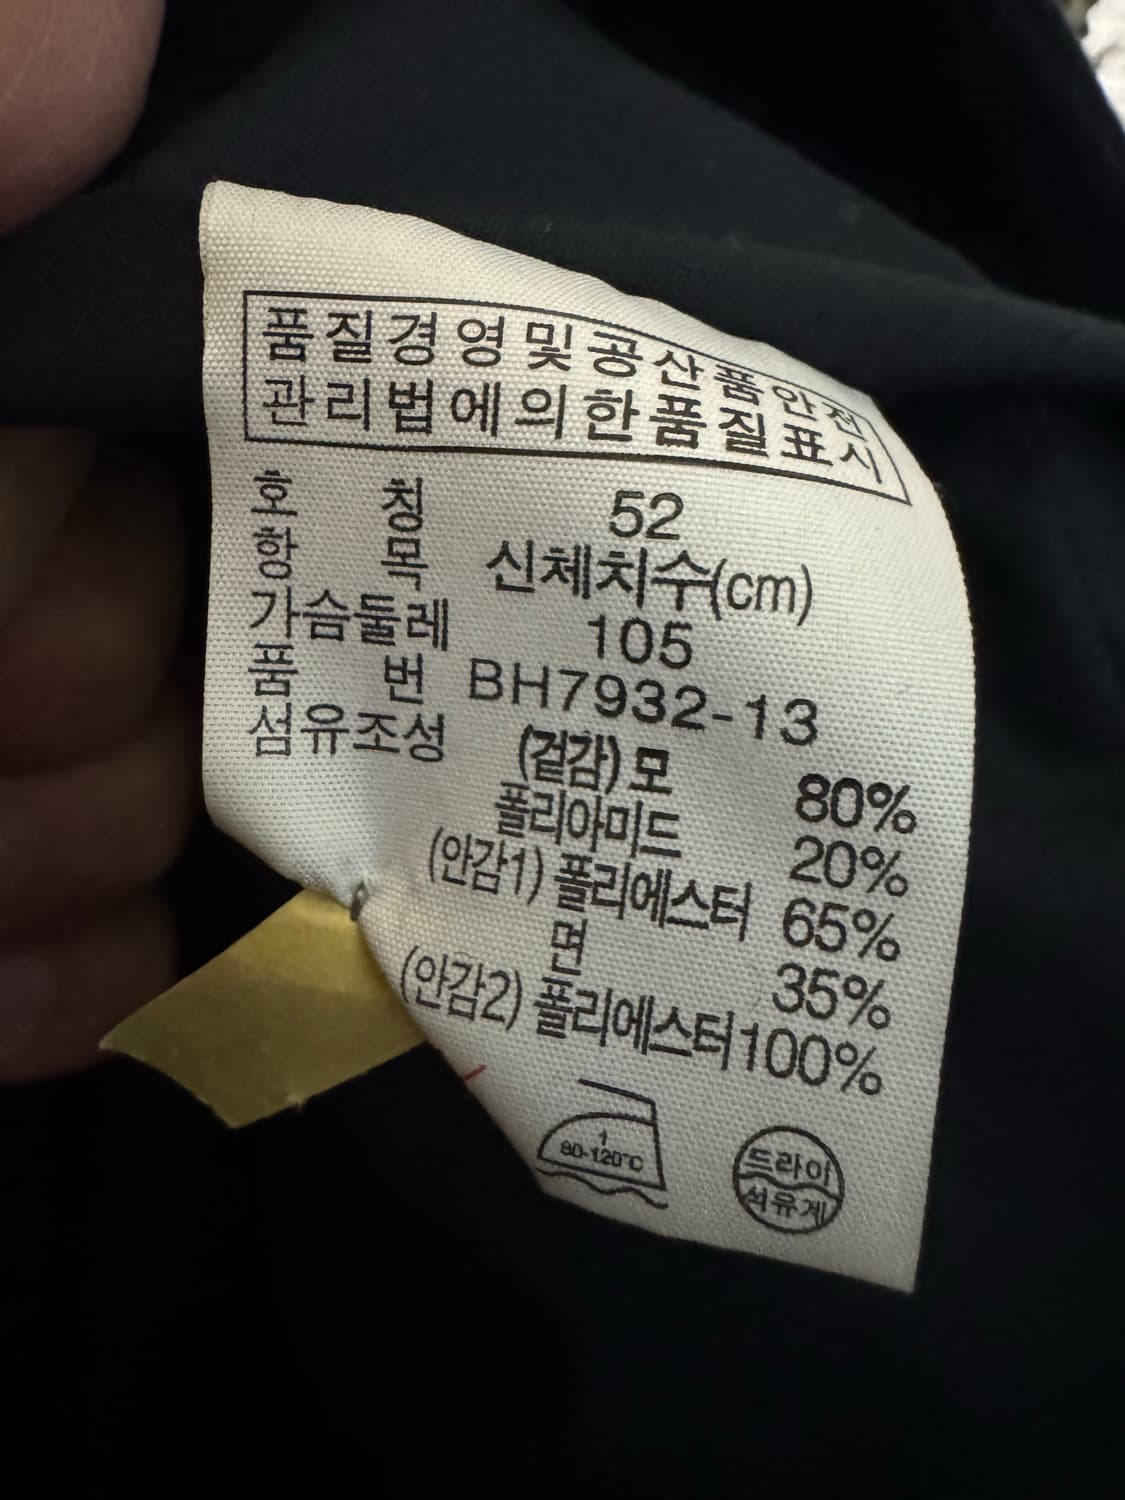 품질경영및공산품안전
관리법에의한품질표시
호 칭 52
항 목 신체치수(cm)
가슴둘레 105
품 번 BH7932-13
섬유조성 (겉감) 모 80%
폴리아미드 20%
(안감1) 폴리에스터 65%
면 35%
(안감2) 폴리에스터 100%
1
80-120°C
드라이
석유계